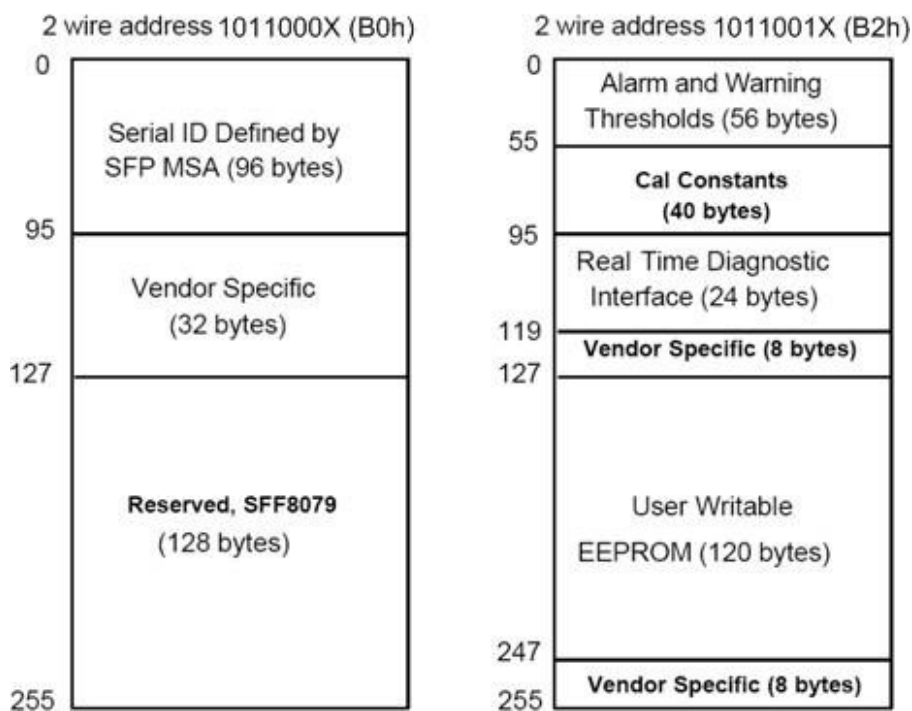 2 wire address 1011000X (B0h)
0
Serial ID Defined by
SFP MSA (96 bytes)
95
Vendor Specific
(32 bytes)
127
Reserved, SFF8079
(128 bytes)
255
2 wire address 1011001X (B2h)
0
Alarm and Warning
Thresholds (56 bytes)
55
Cal Constants
(40 bytes)
95
Real Time Diagnostic
Interface (24 bytes)
119
Vendor Specific (8 bytes)
127
User Writable
EEPROM (120 bytes)
247
Vendor Specific (8 bytes)
255